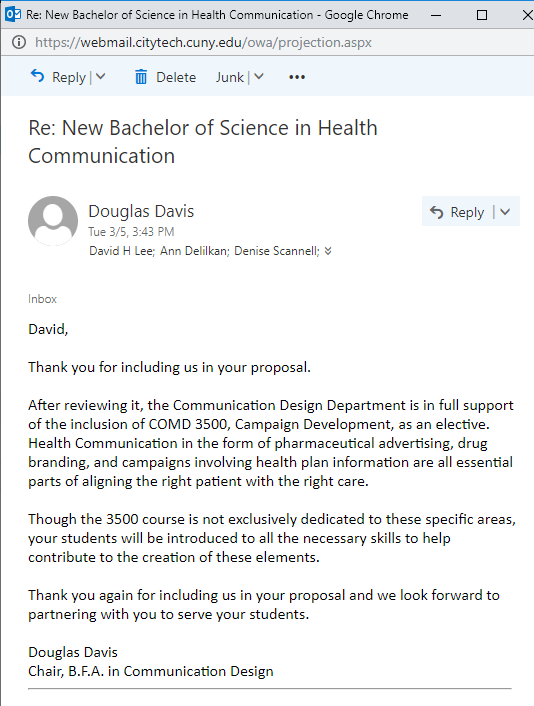 Re: New Bachelor of Science in Health Communication - Google Chrome
https://webmail.citytech.cuny.edu/owa/projection.aspx
Reply
Delete
Junk
Re: New Bachelor of Science in Health
Communication
Douglas Davis
Reply
Tue 3/5, 3:43 PM
David H Lee; Ann Delilkan; Denise Scannell;
Inbox
David,
Thank you for including us in your proposal.
After reviewing it, the Communication Design Department is in full support
of the inclusion of COMD 3500, Campaign Development, as an elective.
Health Communication in the form of pharmaceutical advertising, drug
branding, and campaigns involving health plan information are all essential
parts of aligning the right patient with the right care.
Though the 3500 course is not exclusively dedicated to these specific areas,
your students will be introduced to all the necessary skills to help
contribute to the creation of these elements.
Thank you again for including us in your proposal and we look forward to
partnering with you to serve your students.
Douglas Davis
Chair, B.F.A. in Communication Design